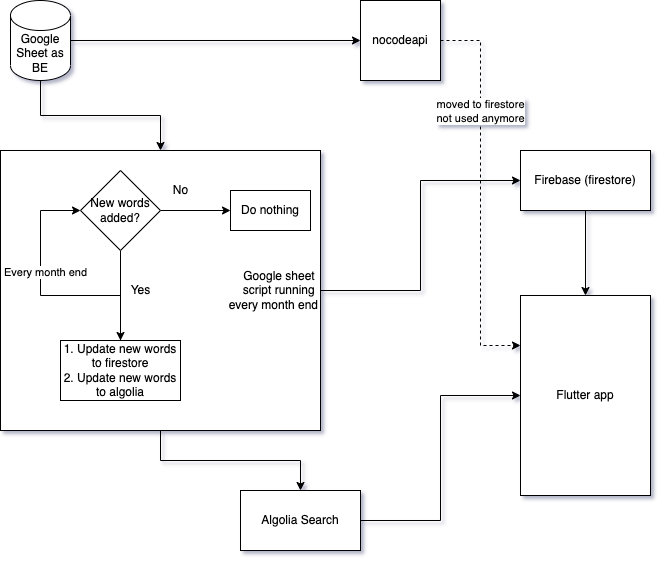 Google
Sheet as
BE
nocodeapi
moved to firestore
not used anymore
New words
added?
No
Do nothing
Firebase (firestore)
Every month end
Yes
Google sheet
script running
every month end
1. Update new words
to firestore
2. Update new words
to algolia
Flutter app
Algolia Search